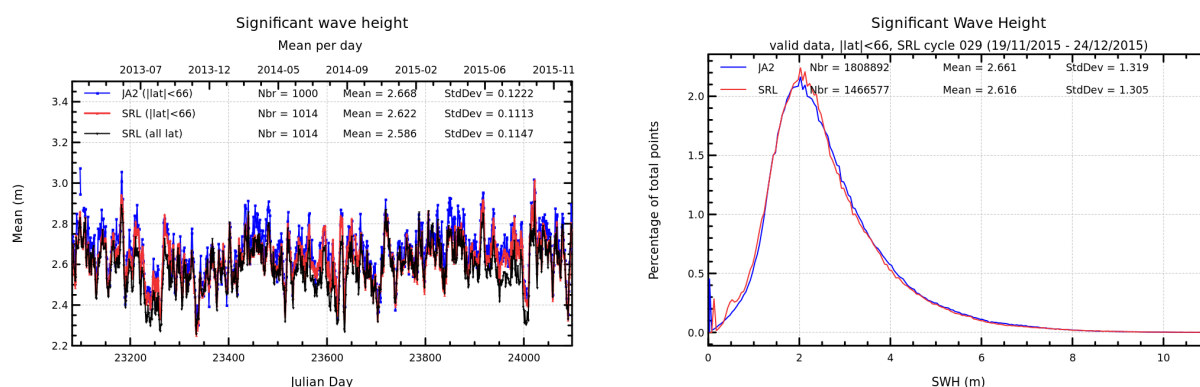 Significant wave height
Mean per day
2013-07 2013-12 2014-05 2014-09 2015-02 2015-06 2015-11
JA2 (|lat|<66) Nbr = 1000 Mean = 2.668 StdDev = 0.1222
SRL (|lat|<66) Nbr = 1014 Mean = 2.622 StdDev = 0.1113
SRL (all lat) Nbr = 1014 Mean = 2.586 StdDev = 0.1147
Mean (m)
3.4
3.2
3.0
2.8
2.6
2.4
2.2
23200 23400 23600 23800 24000
Julian Day
Significant Wave Height
valid data, |lat|<66, SRL cycle 029 (19/11/2015 - 24/12/2015)
JA2 Nbr = 1808892 Mean = 2.661 StdDev = 1.319
SRL Nbr = 1466577 Mean = 2.616 StdDev = 1.305
Percentage of total points
2.0
1.5
1.0
0.5
0.0
0 2 4 6 8 10
SWH (m)